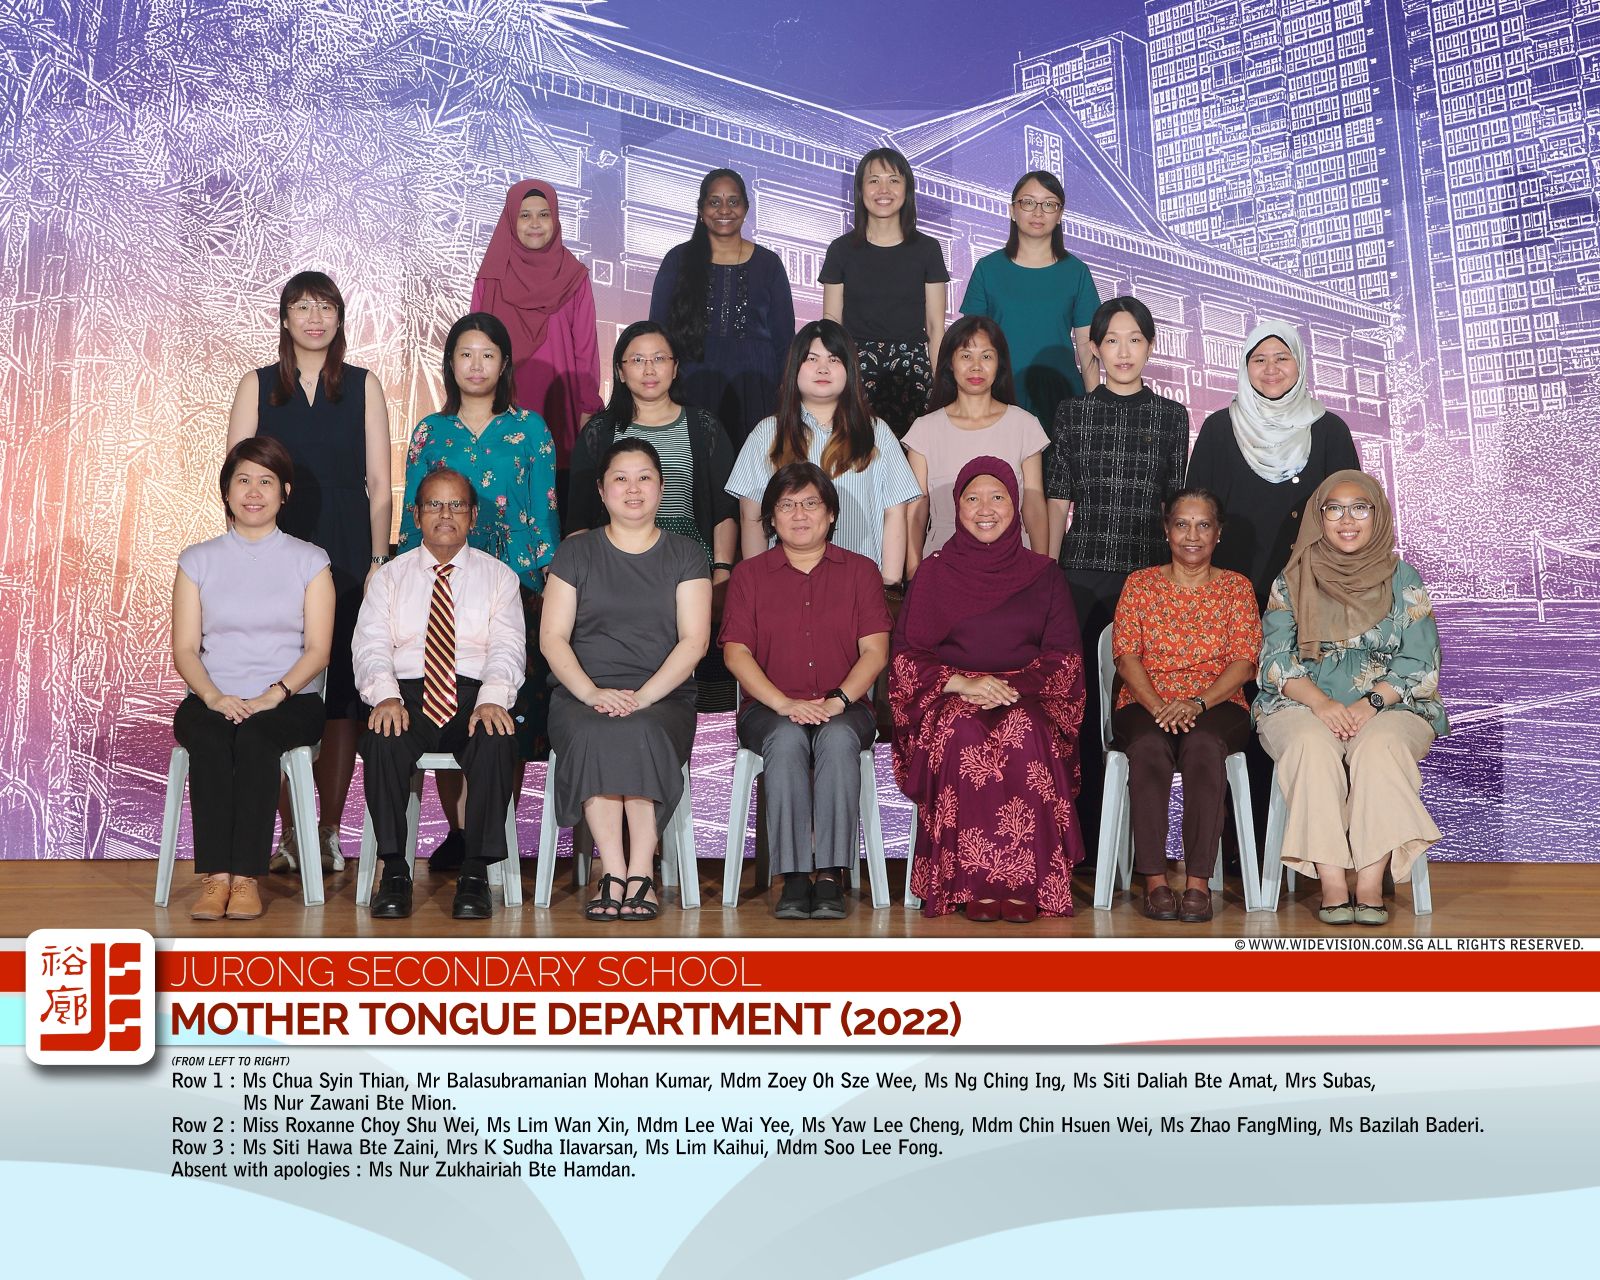 裕廊
© WWW.WIDEVISION.COM.SG ALL RIGHTS RESERVED.
裕
廊
JSS
JURONG SECONDARY SCHOOL
MOTHER TONGUE DEPARTMENT (2022)
(FROM LEFT TO RIGHT)
Row 1 : Ms Chua Syin Thian, Mr Balasubramanian Mohan Kumar, Mdm Zoey Oh Sze Wee, Ms Ng Ching Ing, Ms Siti Daliah Bte Amat, Mrs Subas,
Ms Nur Zawani Bte Mion.
Row 2 : Miss Roxanne Choy Shu Wei, Ms Lim Wan Xin, Mdm Lee Wai Yee, Ms Yaw Lee Cheng, Mdm Chin Hsuen Wei, Ms Zhao FangMing, Ms Bazilah Baderi.
Row 3 : Ms Siti Hawa Bte Zaini, Mrs K Sudha Ilavarsan, Ms Lim Kaihui, Mdm Soo Lee Fong.
Absent with apologies : Ms Nur Zukhairiah Bte Hamdan.